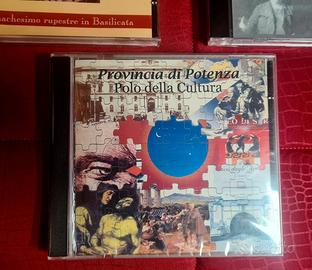 achesimo rupestre in Basilicata
Provincia di Potenza
Polo della Cultura